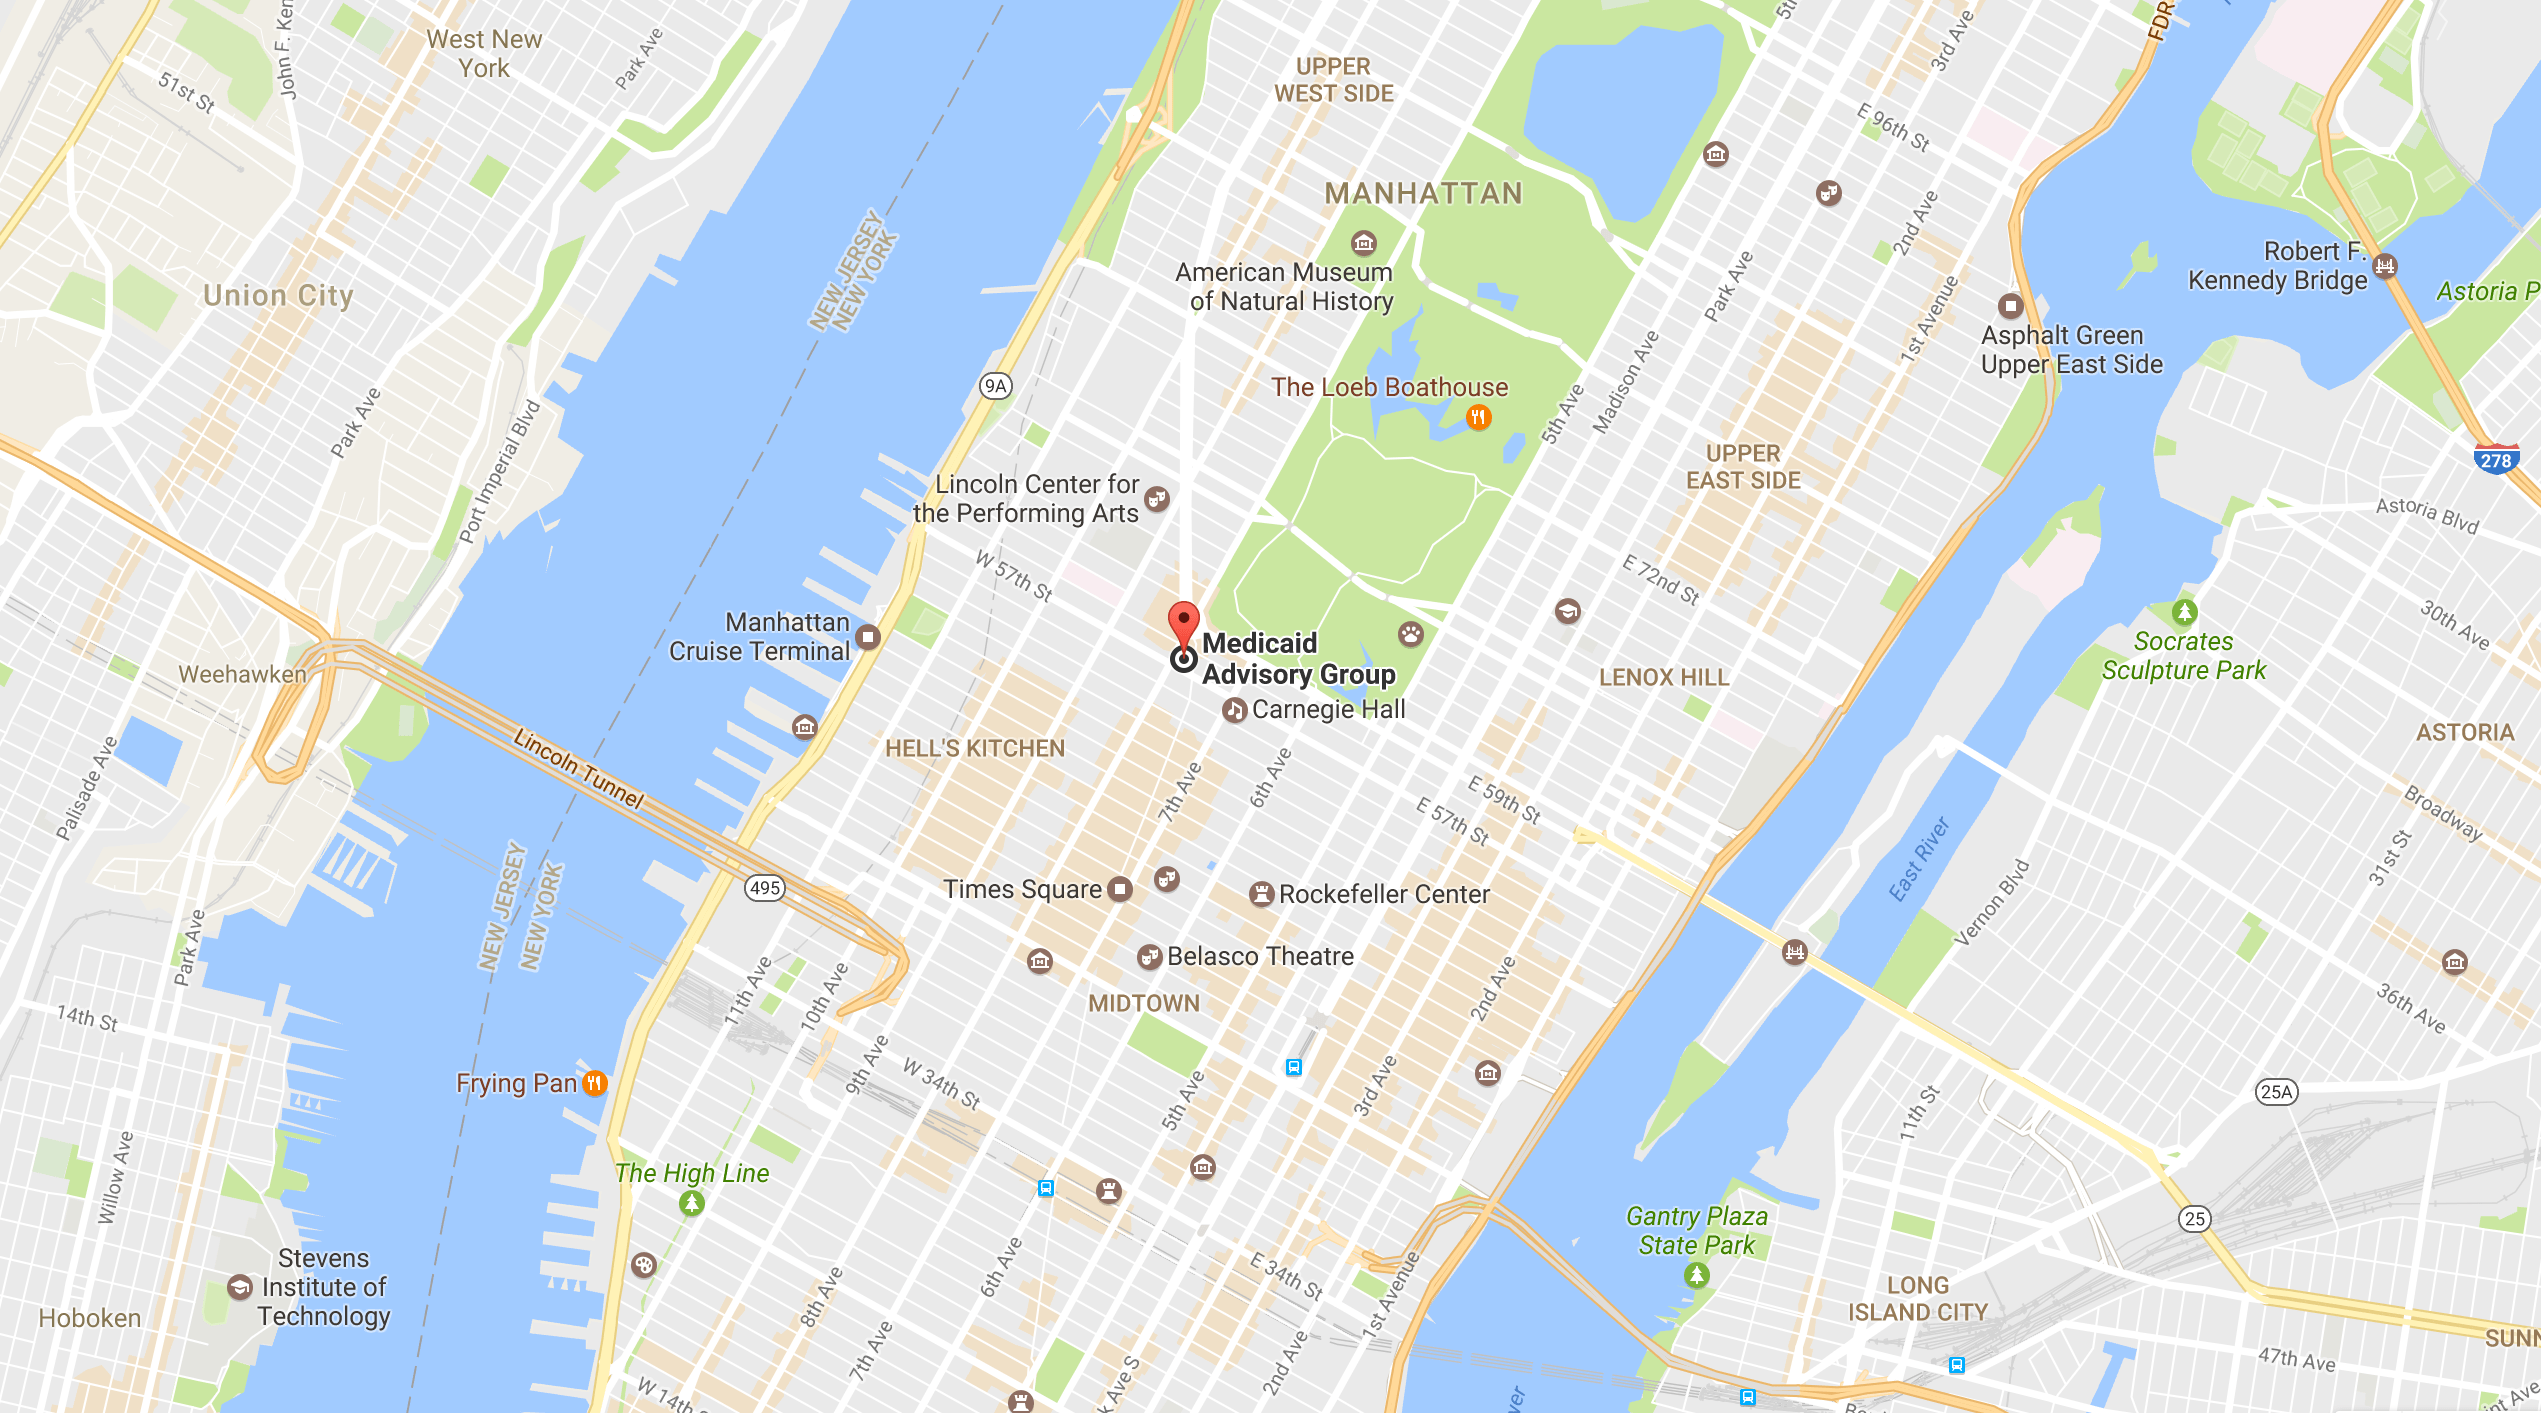 West New
York
Park Ave
John F. Ken
51st St
UPPER
WEST SIDE
5th
3rd Ave
FDR
E 96th St
MANHATTAN
2nd Ave
NEW JERSEY
NEW YORK
American Museum
of Natural History
Park Ave
Robert F.
Kennedy Bridge
Astoria P
Union City
1st Avenue
Asphalt Green
Upper East Side
9A
The Loeb Boathouse
5th Ave
Madison Ave
Park Ave
Port Imperial Blvd
UPPER
EAST SIDE
278
Astoria Blvd
Lincoln Center for
the Performing Arts
W 57th St
E 72nd St
30th Ave
Manhattan
Cruise Terminal
Medicaid
Advisory Group
Socrates
Sculpture Park
Weehawken
LENOX HILL
Carnegie Hall
ASTORIA
HELL'S KITCHEN
Lincoln Tunnel
Palisade Ave
7th Ave
6th Ave
E 59th St
E 57th St
Broadway
31st St
East River
Vernon Blvd
495
Times Square
Rockefeller Center
NEW JERSEY
NEW YORK
Park Ave
Belasco Theatre
11th Ave
10th Ave
MIDTOWN
2nd Ave
36th Ave
14th St
9th Ave
W 34th St
Frying Pan
5th Ave
3rd Ave
11th St
25A
Willow Ave
The High Line
Gantry Plaza
State Park
25
Stevens
Institute of
Technology
6th Ave
E 34th St
1st Avenue
LONG
ISLAND CITY
Hoboken
8th Ave
7th Ave
2nd Ave
SUNN
47th Ave
W 14th S
k Ave S
ver
int Ave